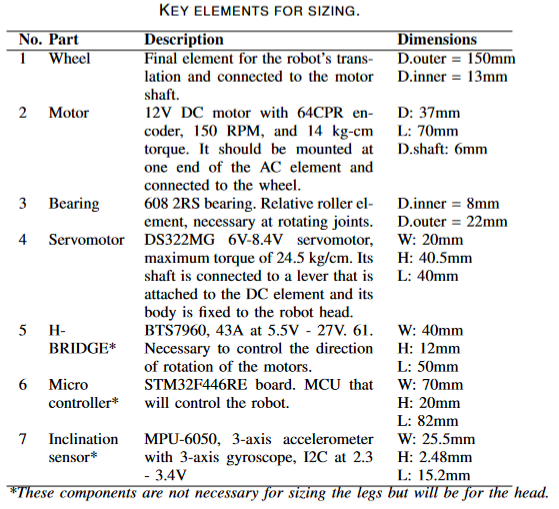 KEY ELEMENTS FOR SIZING.
No. Part Description Dimensions
1 Wheel Final element for the robot's trans- D.outer = 150mm
lation and connected to the motor D.inner = 13mm
shaft.
2 Motor 12V DC motor with 64CPR en- D: 37mm
coder, 150 RPM, and 14 kg-cm L: 70mm
torque. It should be mounted at D.shaft: 6mm
one end of the AC element and
connected to the wheel.
3 Bearing 608 2RS bearing. Relative roller el- D.inner = 8mm
ement, necessary at rotating joints. D.outer = 22mm
4 Servomotor DS322MG 6V-8.4V servomotor, W: 20mm
maximum torque of 24.5 kg/cm. Its H: 40.5mm
shaft is connected to a lever that is L: 40mm
attached to the DC element and its
body is fixed to the robot head.
5 H- BTS7960, 43A at 5.5V - 27V. 61. W: 40mm
BRIDGE* Necessary to control the direction H: 12mm
of rotation of the motors. L: 50mm
6 Micro STM32F446RE board. MCU that W: 70mm
controller* will control the robot. H: 20mm
L: 82mm
7 Inclination MPU-6050, 3-axis accelerometer W: 25.5mm
sensor* with 3-axis gyroscope, I2C at 2.3 H: 2.48mm
- 3.4V L: 15.2mm
*These components are not necessary for sizing the legs but will be for the head.